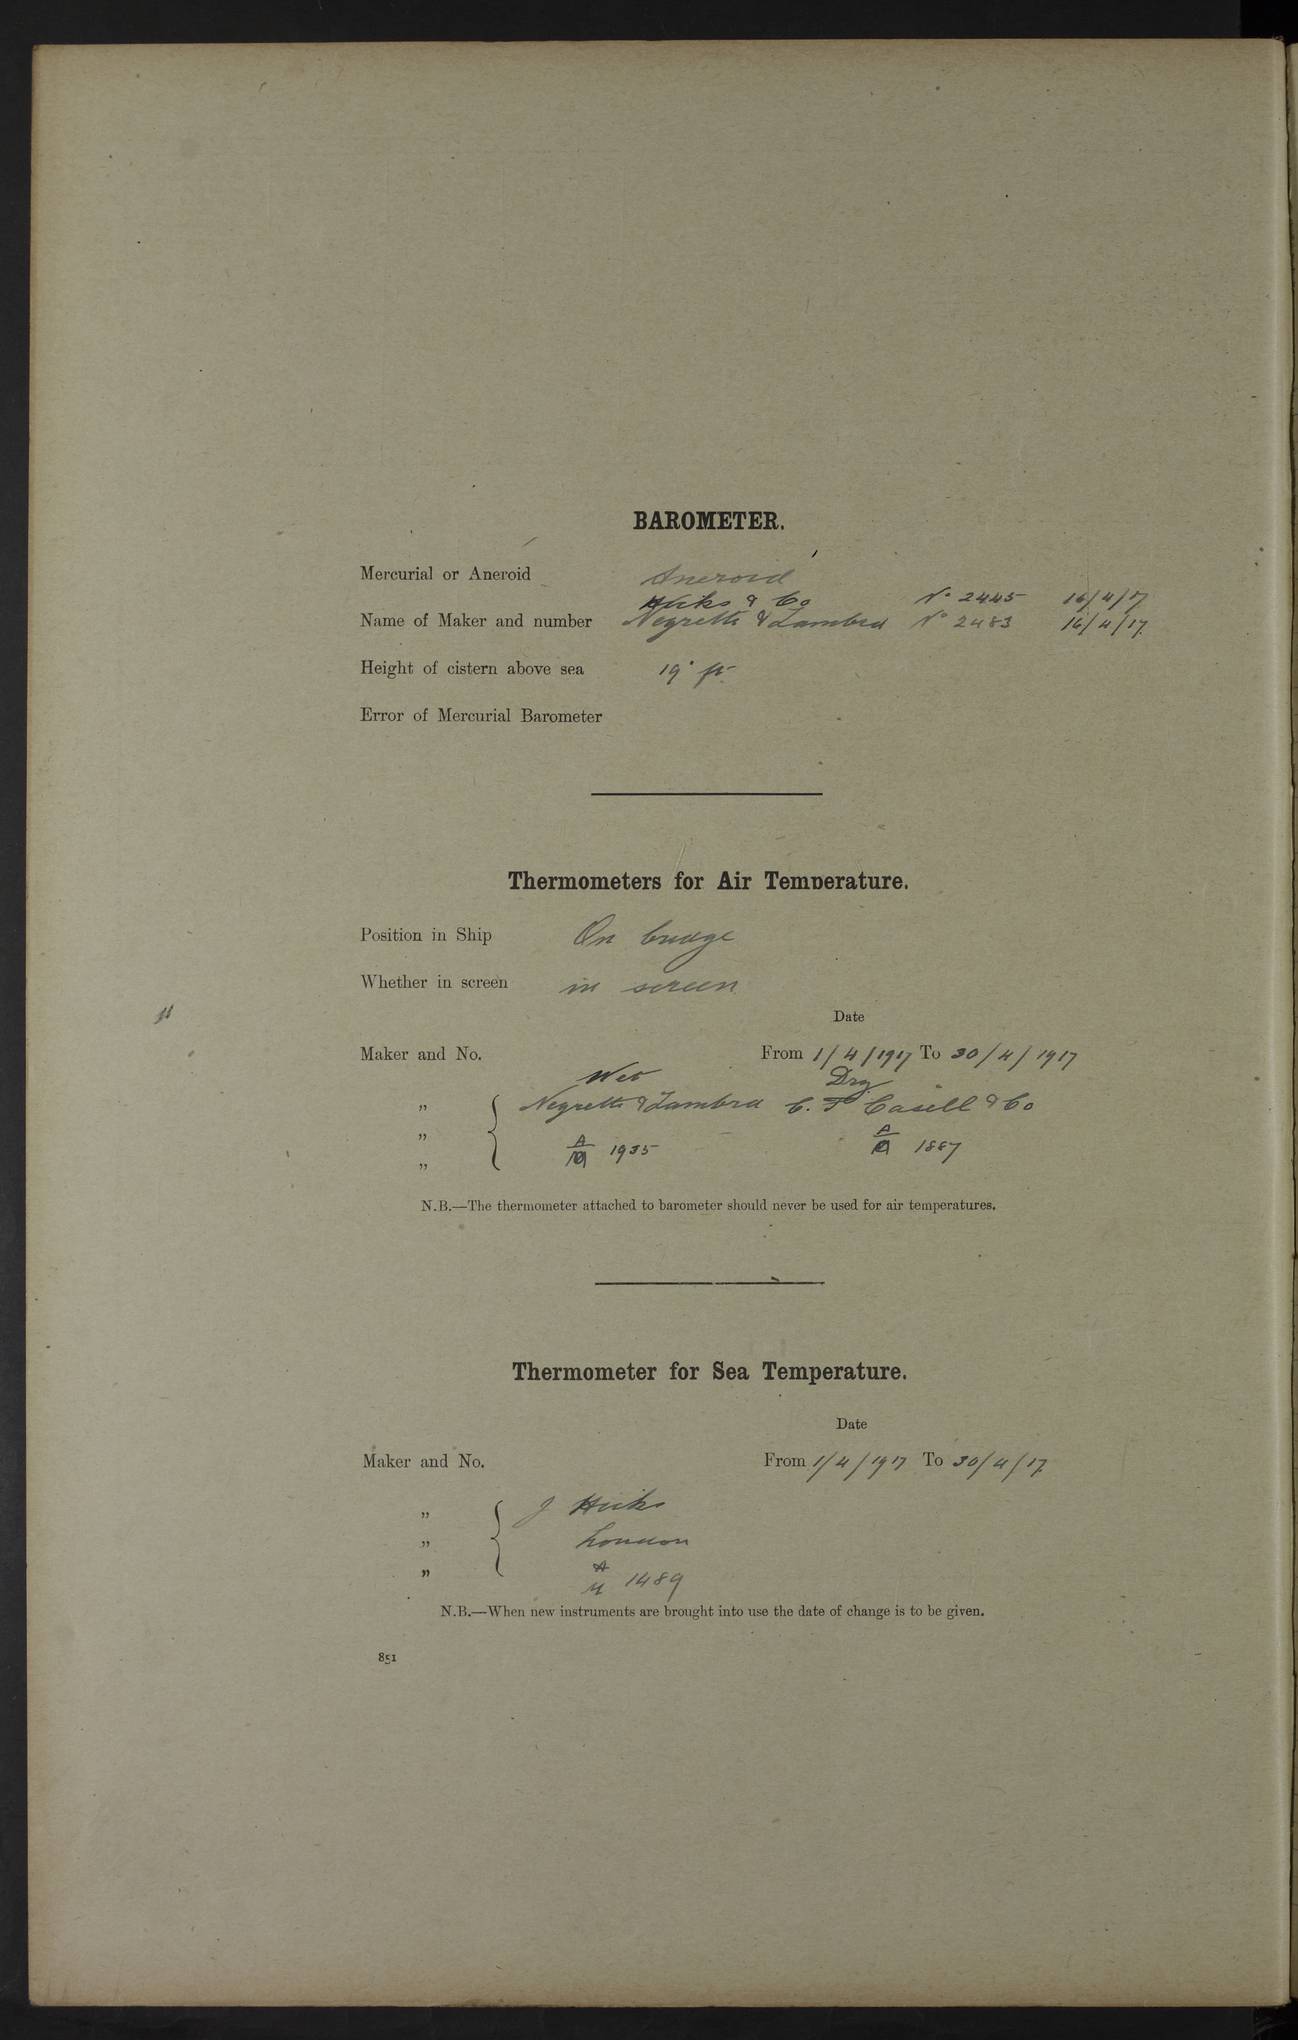 BAROMETER.
Mercurial or Aneroid Aneroid
Hicks & Co No 2445 16/4/17
Name of Maker and number Negretti & Zambra No 2483 16/4/17.
Height of cistern above sea 19 ft.
Error of Mercurial Barometer
Thermometers for Air Temperature.
Position in Ship On bridge
Whether in screen in screen
Date
Maker and No. From 1/4/1917 To 30/4/1917
Wet Dry
„ Negretti & Zambra C. F Casell & Co
„ A 1935 A 1887
„
N.B.—The thermometer attached to barometer should never be used for air temperatures.
Thermometer for Sea Temperature.
Date
Maker and No. From 1/4/1917 To 30/4/17.
„ J Hicks
„ London
„ A 1489
N.B.—When new instruments are brought into use the date of change is to be given.
851